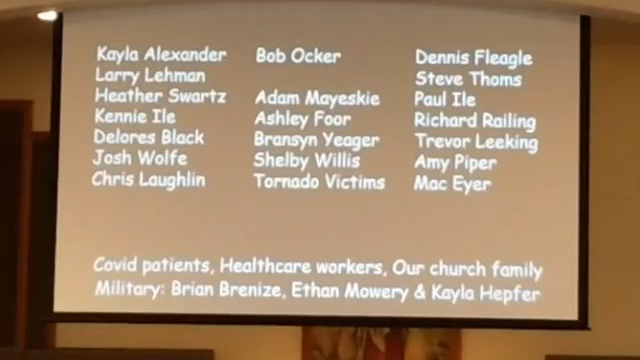 Kayla Alexander
Larry Lehman
Heather Swartz
Kennie Ile
Delores Black
Josh Wolfe
Chris Laughlin
Bob Ocker
Adam Mayeskie
Ashley Foor
Bransyn Yeager
Shelby Willis
Tornado Victims
Dennis Fleagle
Steve Thoms
Paul Ile
Richard Railing
Trevor Leeking
Amy Piper
Mac Eyer
Covid patients, Healthcare workers, Our church family
Military: Brian Brenize, Ethan Mowery & Kayla Hepfer